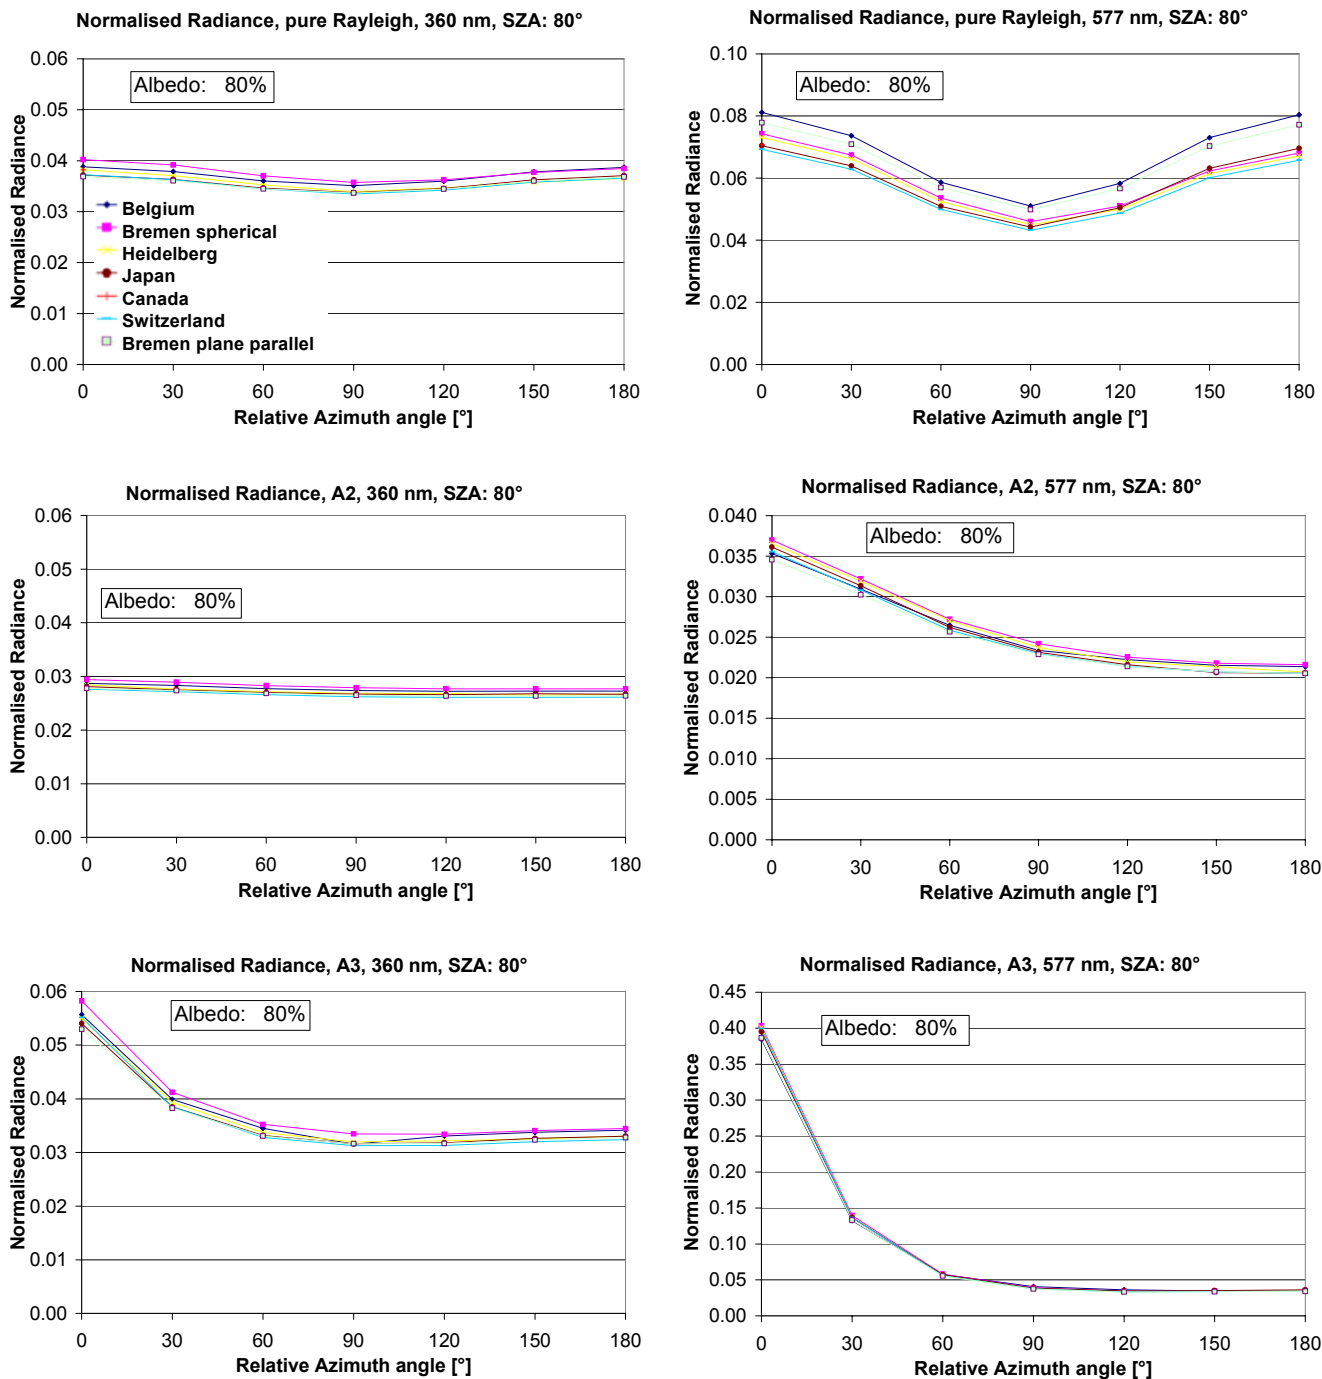 Normalised Radiance, pure Rayleigh, 360 nm, SZA: 80°
0.06
0.05
0.04
0.03
0.02
0.01
0.00
Normalised Radiance
Albedo: 80%
Belgium
Bremen spherical
Heidelberg
Japan
Canada
Switzerland
Bremen plane parallel
0 30 60 90 120 150 180
Relative Azimuth angle [°]
Normalised Radiance, pure Rayleigh, 577 nm, SZA: 80°
0.10
0.08
0.06
0.04
0.02
0.00
Normalised Radiance
Albedo: 80%
0 30 60 90 120 150 180
Relative Azimuth angle [°]
Normalised Radiance, A2, 360 nm, SZA: 80°
0.06
0.05
0.04
0.03
0.02
0.01
0.00
Normalised Radiance
Albedo: 80%
0 30 60 90 120 150 180
Relative Azimuth angle [°]
Normalised Radiance, A2, 577 nm, SZA: 80°
0.040
0.035
0.030
0.025
0.020
0.015
0.010
0.005
0.000
Normalised Radiance
Albedo: 80%
0 30 60 90 120 150 180
Relative Azimuth angle [°]
Normalised Radiance, A3, 360 nm, SZA: 80°
0.06
0.05
0.04
0.03
0.02
0.01
0.00
Normalised Radiance
Albedo: 80%
0 30 60 90 120 150 180
Relative Azimuth angle [°]
Normalised Radiance, A3, 577 nm, SZA: 80°
0.45
0.40
0.35
0.30
0.25
0.20
0.15
0.10
0.05
0.00
Normalised Radiance
Albedo: 80%
0 30 60 90 120 150 180
Relative Azimuth angle [°]